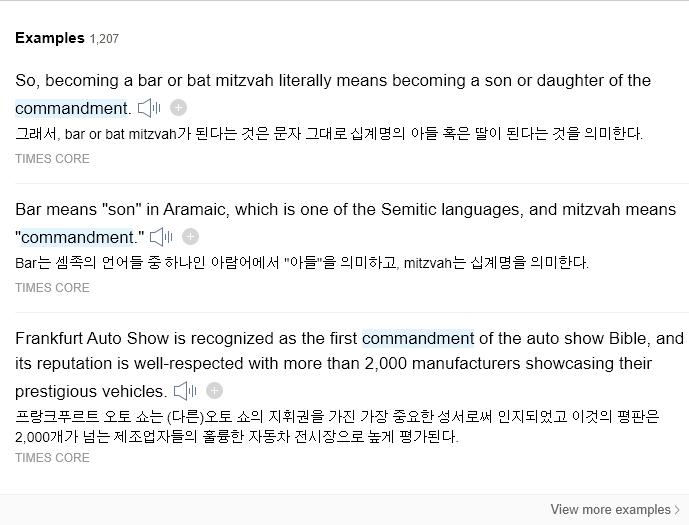 Examples 1,207
So, becoming a bar or bat mitzvah literally means becoming a son or daughter of the
commandment.
그래서, bar or bat mitzvah가 된다는 것은 문자 그대로 십계명의 아들 혹은 딸이 된다는 것을 의미한다.
TIMES CORE
Bar means "son" in Aramaic, which is one of the Semitic languages, and mitzvah means
"commandment."
Bar는 셈족의 언어들 중 하나인 아람어에서 "아들"을 의미하고, mitzvah는 십계명을 의미한다.
TIMES CORE
Frankfurt Auto Show is recognized as the first commandment of the auto show Bible, and
its reputation is well-respected with more than 2,000 manufacturers showcasing their
prestigious vehicles.
프랑크푸르트 오토 쇼는 (다른)오토 쇼의 지휘권을 가진 가장 중요한 성서로써 인지되었고 이것의 평판은
2,000개가 넘는 제조업자들의 훌륭한 자동차 전시장으로 높게 평가된다.
TIMES CORE
View more examples